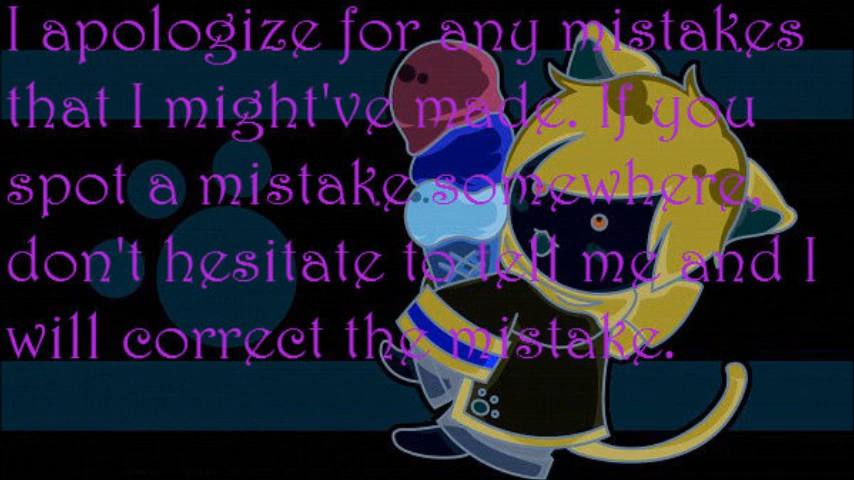 I apologize for any mistakes
that I might've made. If you
spot a mistake somewhere,
don't hesitate to tell me and I
will correct the mistake.